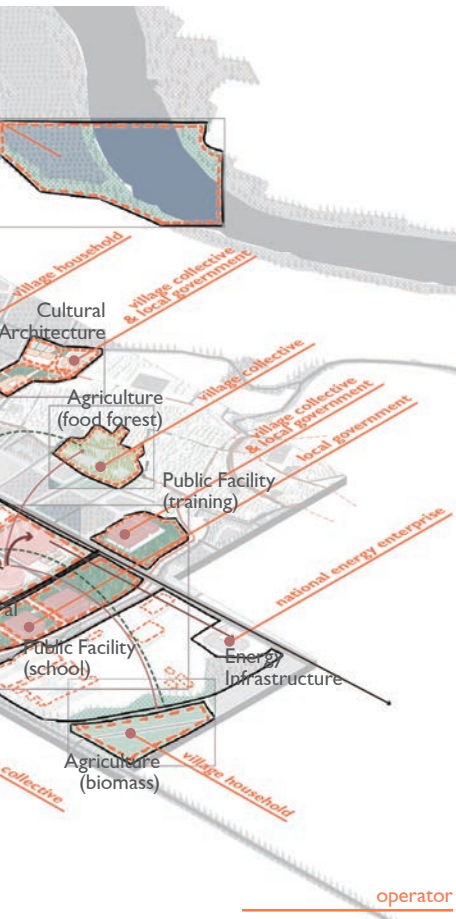 village household
village collective
& local government
Cultural
Architecture
village collective
Agriculture
(food forest)
village collective
& local government
local government
Public Facility
(training)
national energy enterprise
al
Public Facility
(school)
Energy
Infrastructure
Agriculture
(biomass)
village household
collective
operator